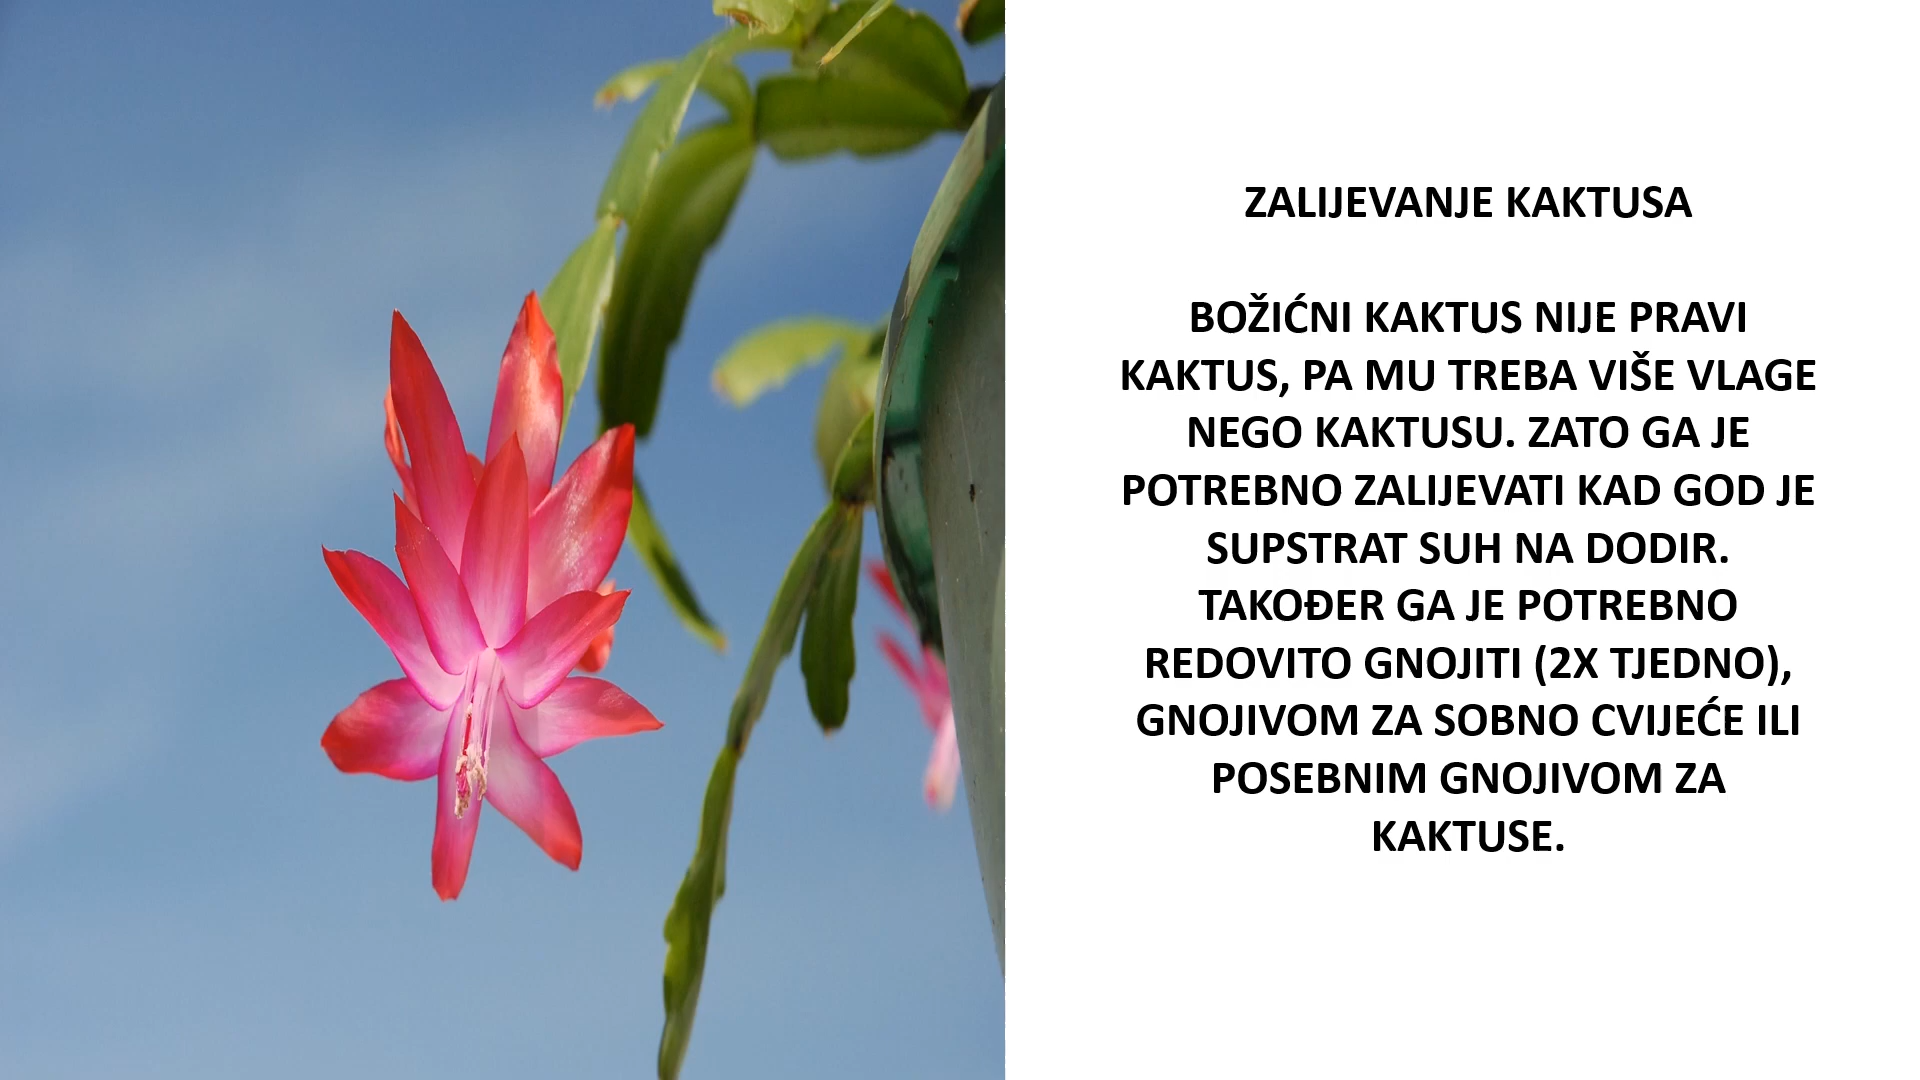 ZALIJEVANJE KAKTUSA
BOŽIĆNI KAKTUS NIJE PRAVI
KAKTUS, PA MU TREBA VIŠE VLAGE
NEGO KAKTUSU. ZATO GA JE
POTREBNO ZALIJEVATI KAD GOD JE
SUPSTRAT SUH NA DODIR.
TAKOĐER GA JE POTREBNO
REDOVITO GNOJITI (2X TJEDNO),
GNOJIVOM ZA SOBNO CVIJEĆE ILI
POSEBNIM GNOJIVOM ZA
KAKTUSE.